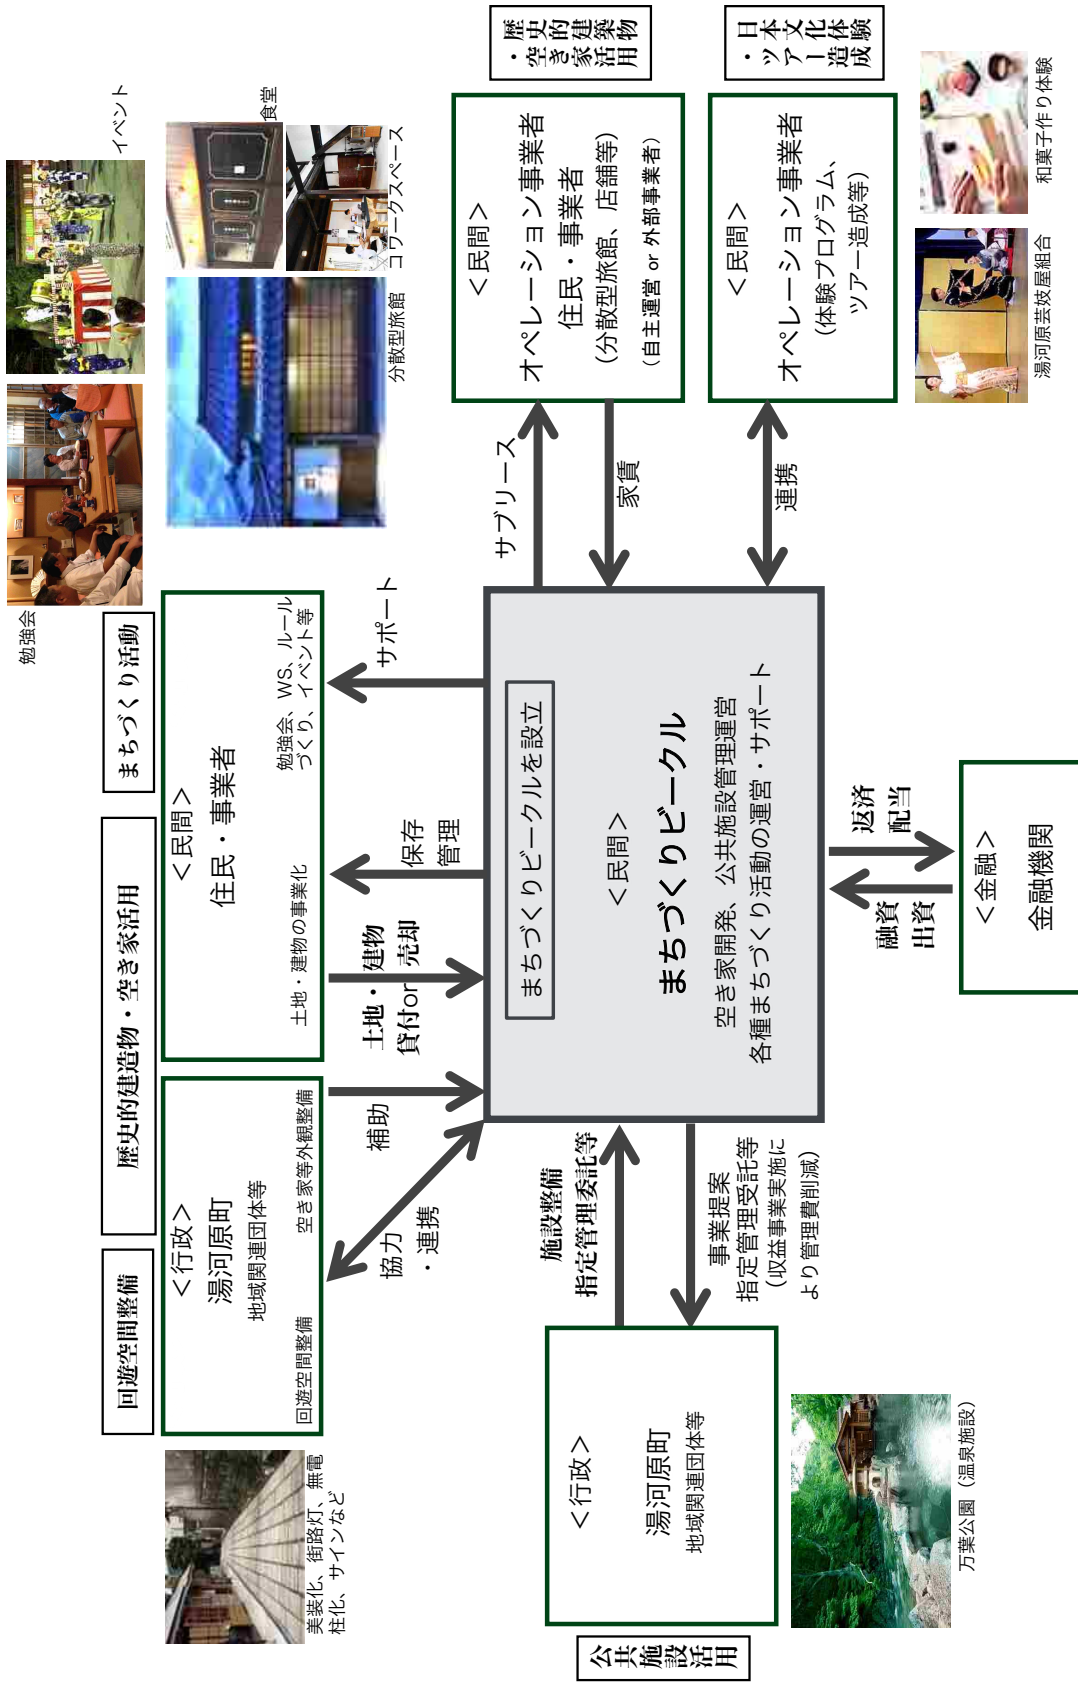 回遊空間整備
歴史的建造物・空き家活用
まちづくり活動
勉強会
イベント
＜行政＞
湯河原町
地域関連団体等
回遊空間整備
空き家等外観整備
美装化、街路灯、無電
柱化、サインなど
＜民間＞
住民・事業者
土地・建物の事業化
勉強会、WS、ルール
づくり、イベント等
食堂
コワークスペース
分散型旅館
協力
・連携
補助
土地・建物
貸付or 売却
保存
管理
サポート
公共施設活用
＜行政＞
湯河原町
地域関連団体等
万葉公園（温泉施設）
施設整備
指定管理委託等
事業提案
指定管理受託等
（収益事業実施に
より管理費削減）
まちづくりビークルを設立
＜民間＞
まちづくりビークル
空き家開発、公共施設管理運営
各種まちづくり活動の運営・サポート
サブリース
家賃
連携
・歴史的建築物
空き家活用
＜民間＞
オペレーション事業者
住民・事業者
（分散型旅館、店舗等）
（自主運営 or 外部事業者）
・日本文化体験
ツアー造成
＜民間＞
オペレーション事業者
（体験プログラム、
ツアー造成等）
湯河原芸妓屋組合
和菓子作り体験
融資
出資
返済
配当
＜金融＞
金融機関